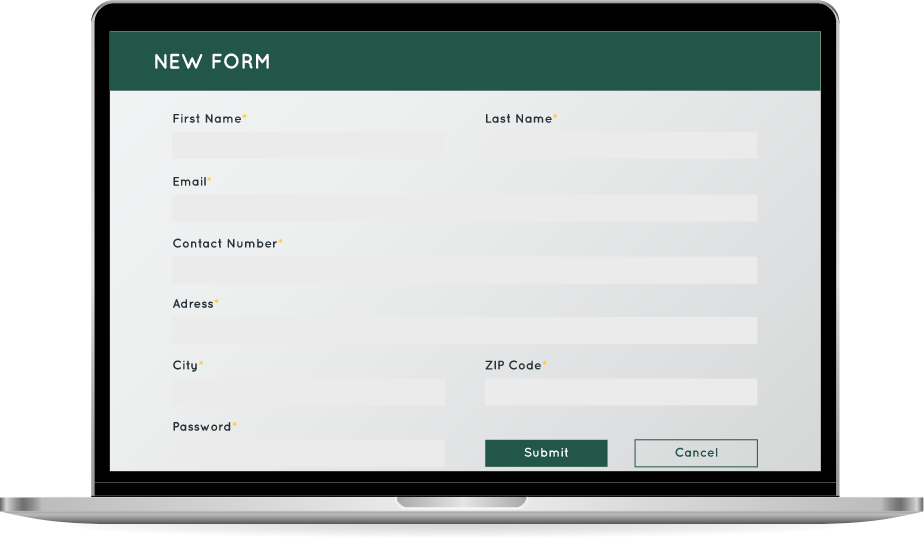 NEW FORM
First Name*
Last Name*
Email*
Contact Number*
Adress*
City*
ZIP Code*
Password*
Submit
Cancel